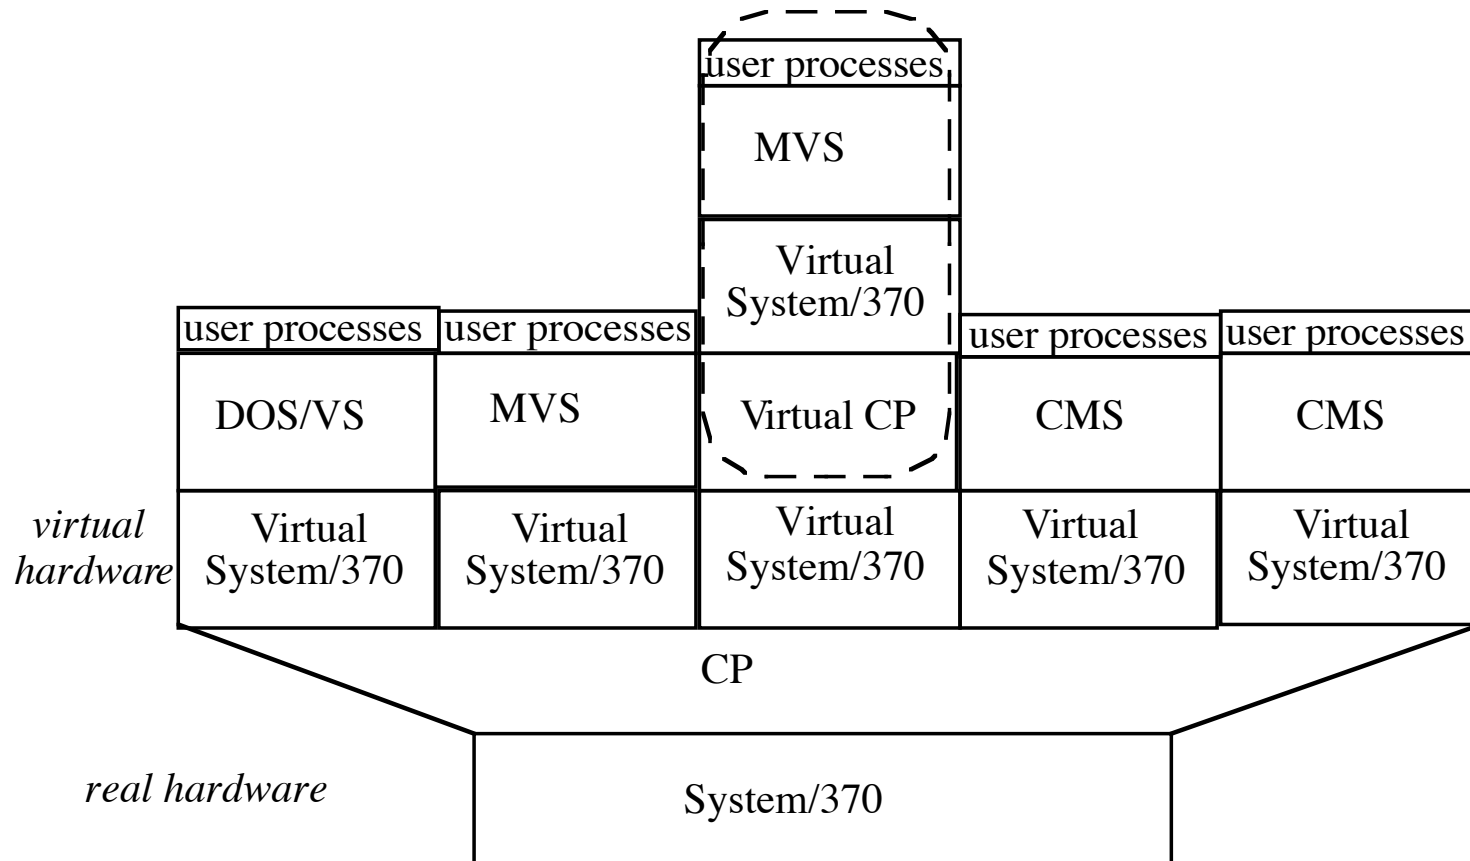 user processes
MVS
Virtual
System/370
user processes
user processes
user processes
user processes
DOS/VS
MVS
Virtual CP
CMS
CMS
virtual
hardware
Virtual
System/370
Virtual
System/370
Virtual
System/370
Virtual
System/370
Virtual
System/370
CP
real hardware
System/370